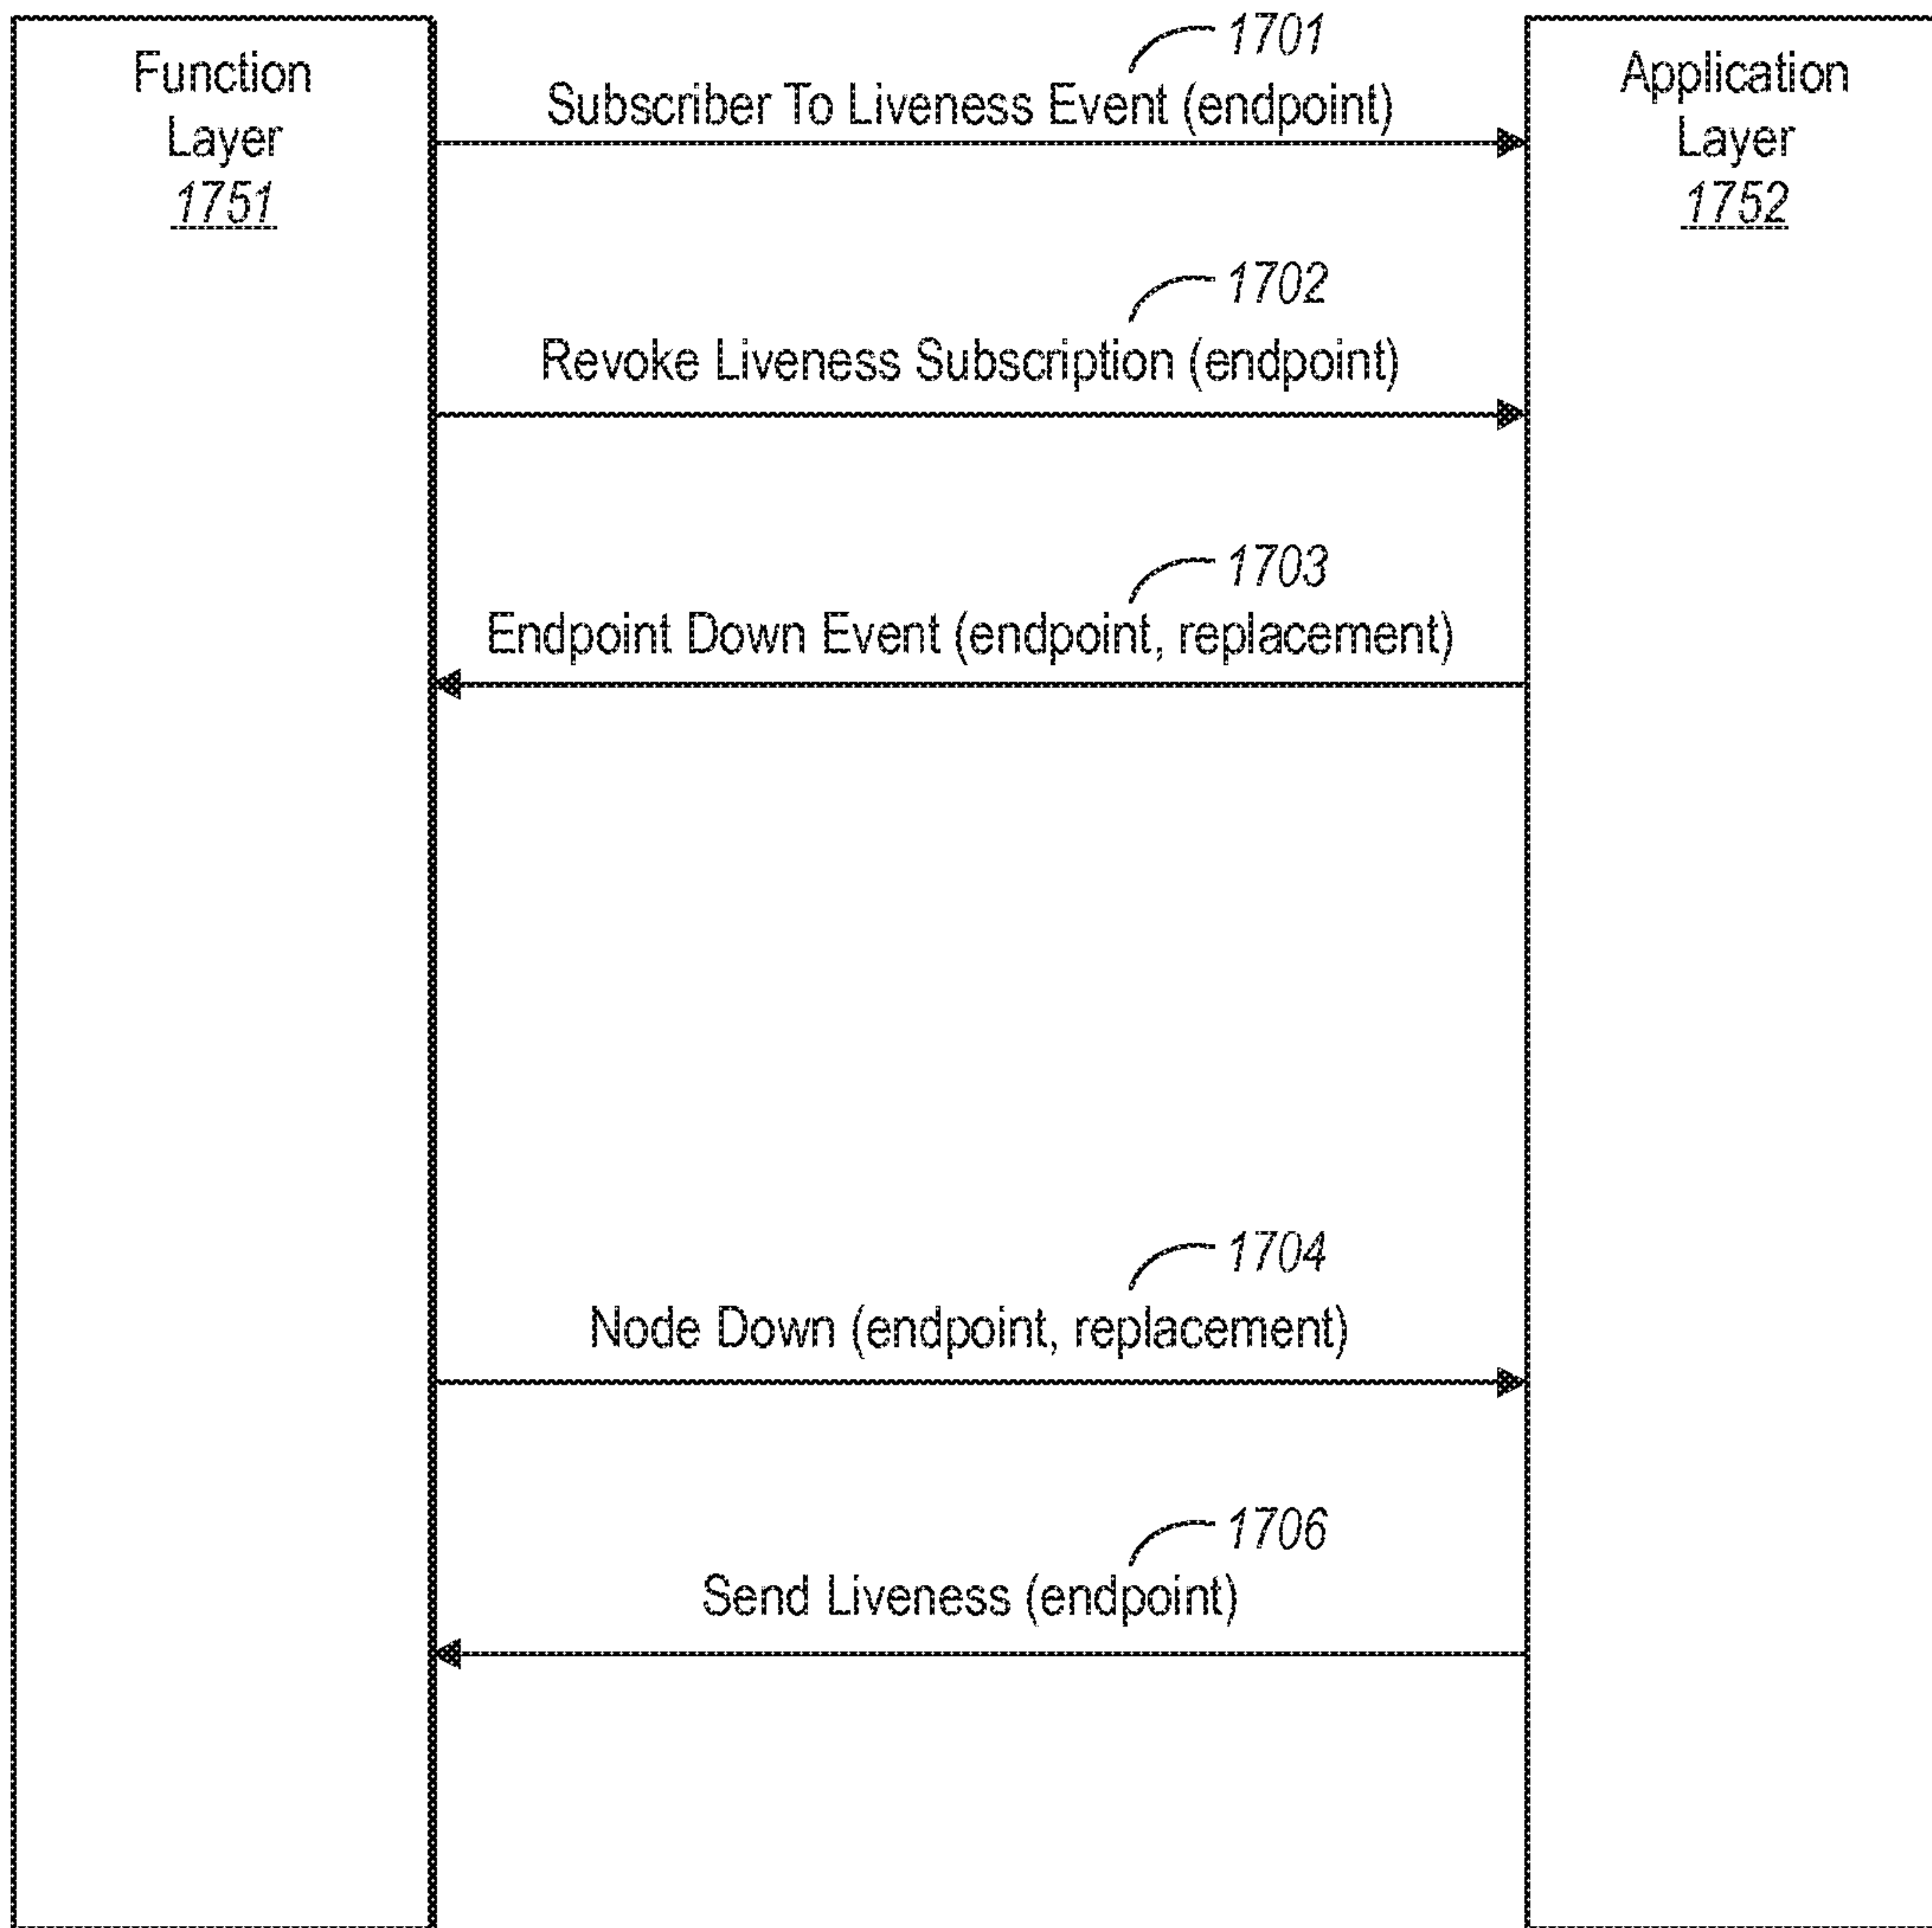 Function
Layer
1751
Application
Layer
1752
1701
Subscriber To Liveness Event (endpoint)
1702
Revoke Liveness Subscription (endpoint)
1703
Endpoint Down Event (endpoint, replacement)
1704
Node Down (endpoint, replacement)
1706
Send Liveness (endpoint)